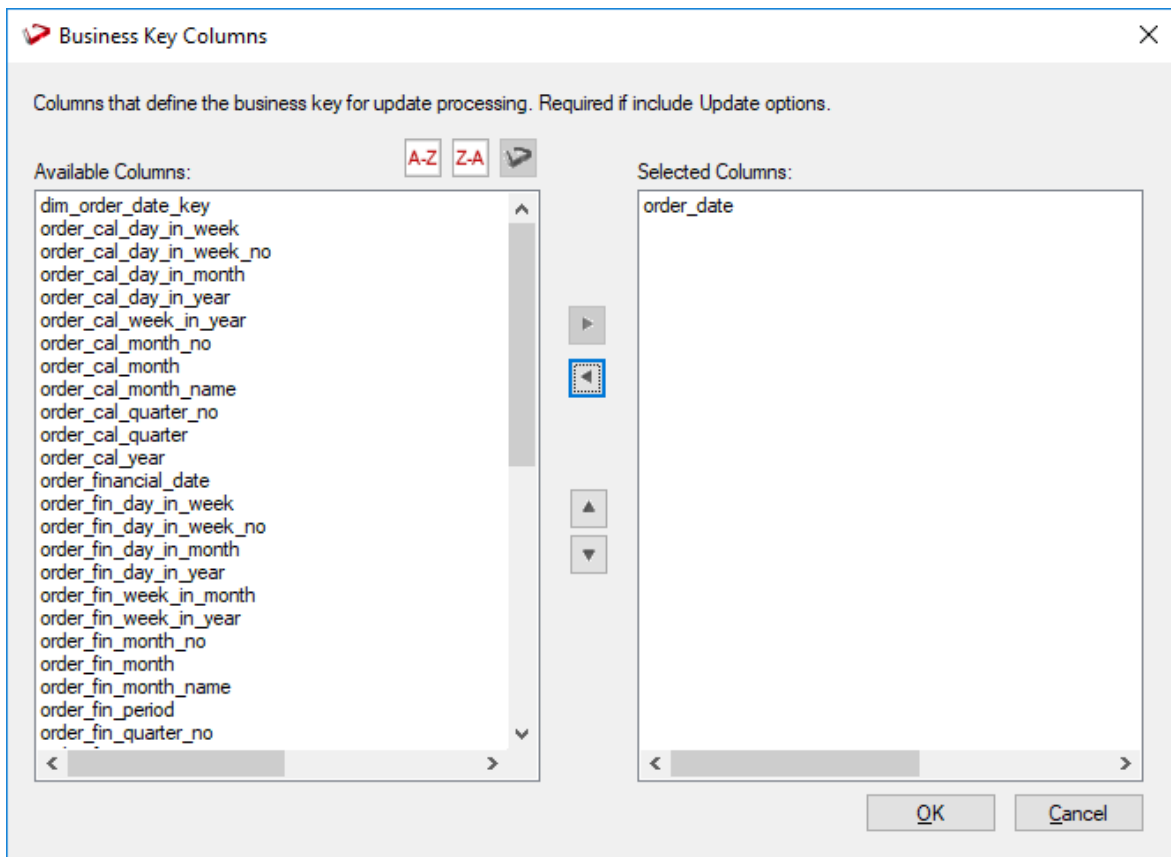 Business Key Columns
Columns that define the business key for update processing. Required if include Update options.
A-Z Z-A
Available Columns:
dim_order_date_key
order_cal_day_in_week
order_cal_day_in_week_no
order_cal_day_in_month
order_cal_day_in_year
order_cal_week_in_year
order_cal_month_no
order_cal_month
order_cal_month_name
order_cal_quarter_no
order_cal_quarter
order_cal_year
order_financial_date
order_fin_day_in_week
order_fin_day_in_week_no
order_fin_day_in_month
order_fin_day_in_year
order_fin_week_in_month
order_fin_week_in_year
order_fin_month_no
order_fin_month
order_fin_month_name
order_fin_period
order_fin_quarter_no
Selected Columns:
order_date
OK Cancel